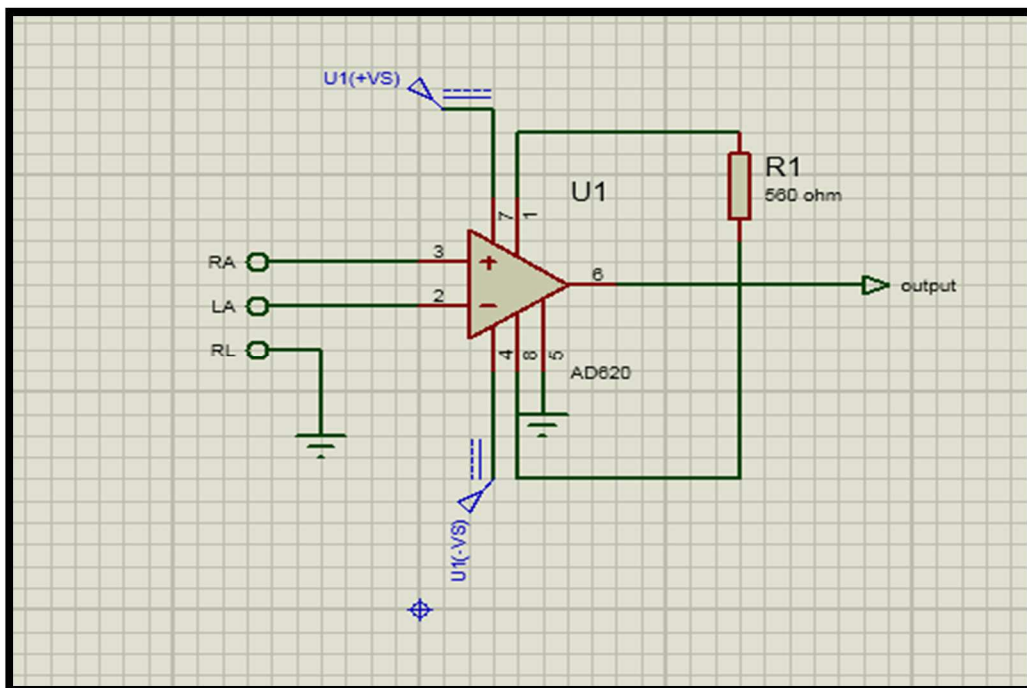 U1(+VS)
R1
560 ohm
U1
7
1
RA
3
6
output
LA
2
RL
4
8
5
AD620
U1(-VS)